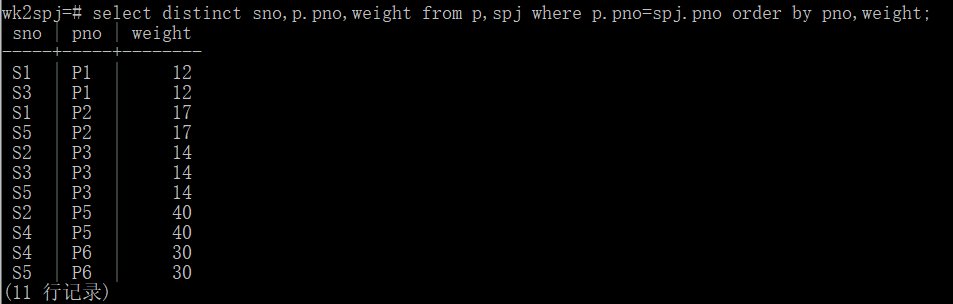 wk2spj=# select distinct sno,p.pno,weight from p,spj where p.pno=spj.pno order by pno,weight;
 sno | pno | weight
-----+-----+--------
 S1  | P1  |     12
 S3  | P1  |     12
 S1  | P2  |     17
 S5  | P2  |     17
 S2  | P3  |     14
 S3  | P3  |     14
 S5  | P3  |     14
 S2  | P5  |     40
 S4  | P5  |     40
 S4  | P6  |     30
 S5  | P6  |     30
(11 行记录)